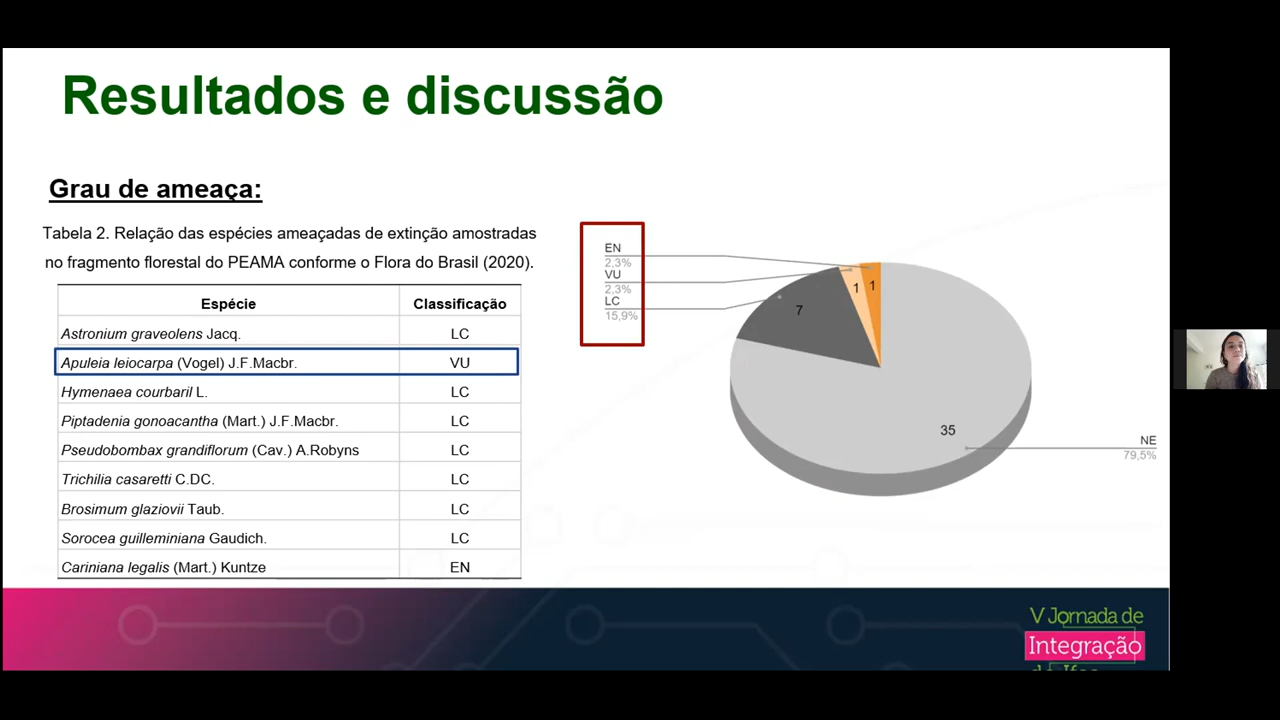 Resultados e discussão
Grau de ameaça:
Tabela 2. Relação das espécies ameaçadas de extinção amostradas
no fragmento florestal do PEAMA conforme o Flora do Brasil (2020).
Espécie Classificação
Astronium graveolens Jacq. LC
Apuleia leiocarpa (Vogel) J.F.Macbr. VU
Hymenaea courbaril L. LC
Piptadenia gonoacantha (Mart.) J.F.Macbr. LC
Pseudobombax grandiflorum (Cav.) A.Robyns LC
Trichilia casaretti C.DC. LC
Brosimum glaziovii Taub. LC
Sorocea guilleminiana Gaudich. LC
Cariniana legalis (Mart.) Kuntze EN
EN
2,3%
VU
2,3%
LC
15,9%
7
1
1
35
NE
79,5%
V Jornada de
Integração